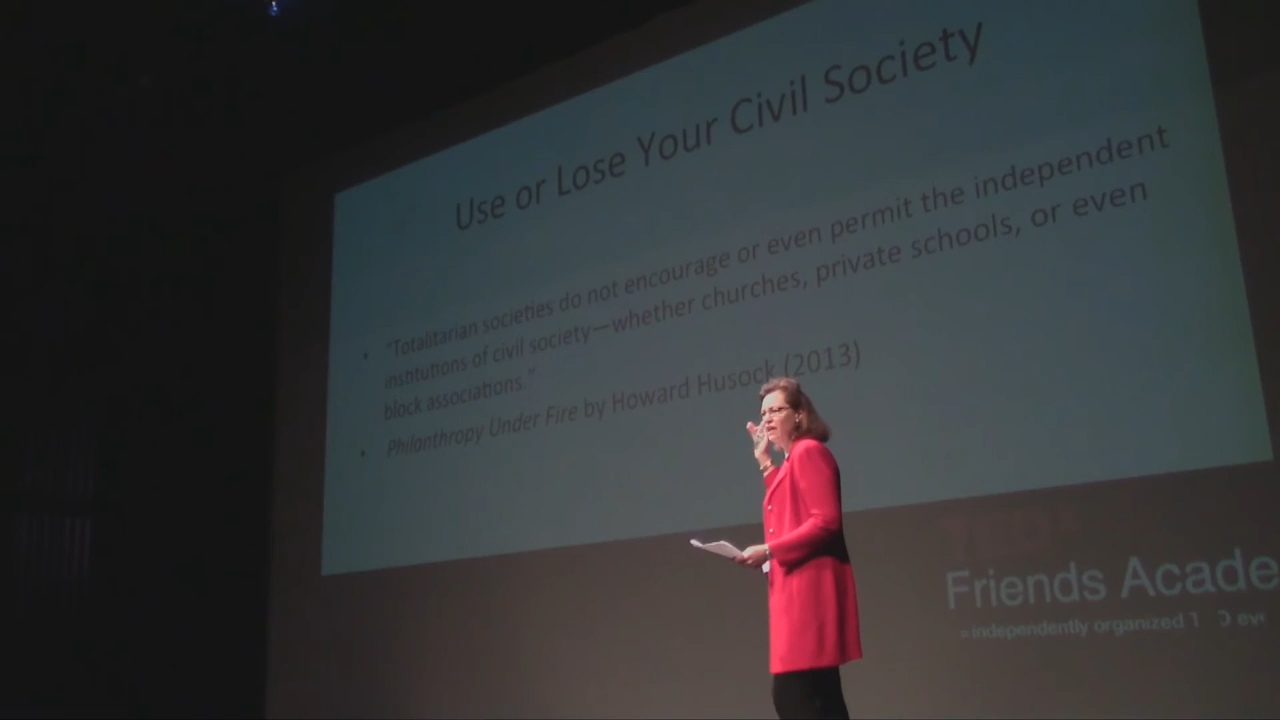 Use or Lose Your Civil Society
• "Totalitarian societies do not encourage or even permit the independent
institutions of civil society—whether churches, private schools, or even
block associations."
• Philanthropy Under Fire by Howard Husock (2013)
TEDx
Friends Acade
= independently organized T D eve